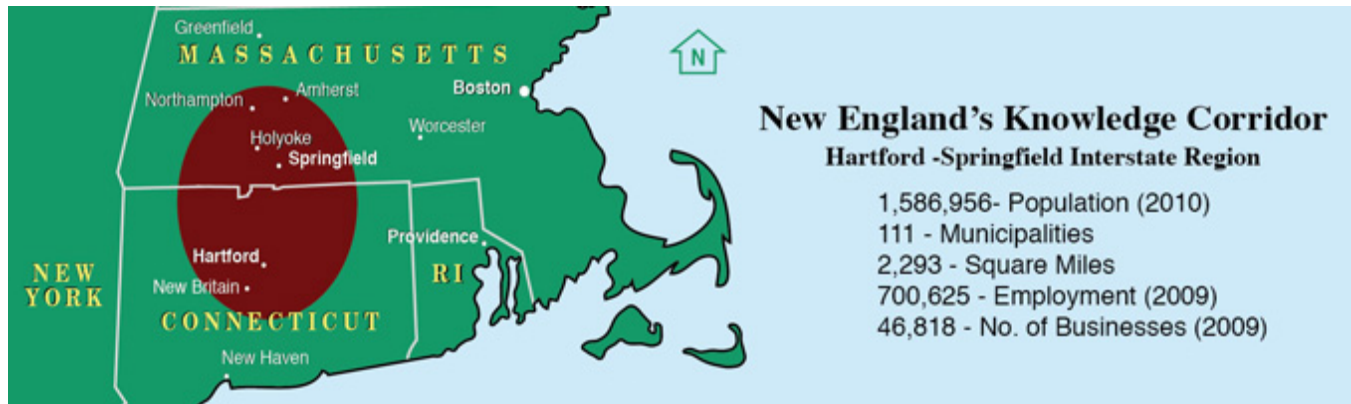 Greenfield
MASSACHUSETTS
Northampton
Amherst
Boston
Holyoke
Worcester
Springfield
Hartford
Providence
NEW
YORK
RI
New Britain
CONNECTICUT
New Haven
N
New England's Knowledge Corridor
Hartford -Springfield Interstate Region
1,586,956- Population (2010)
111 - Municipalities
2,293 - Square Miles
700,625 - Employment (2009)
46,818 - No. of Businesses (2009)